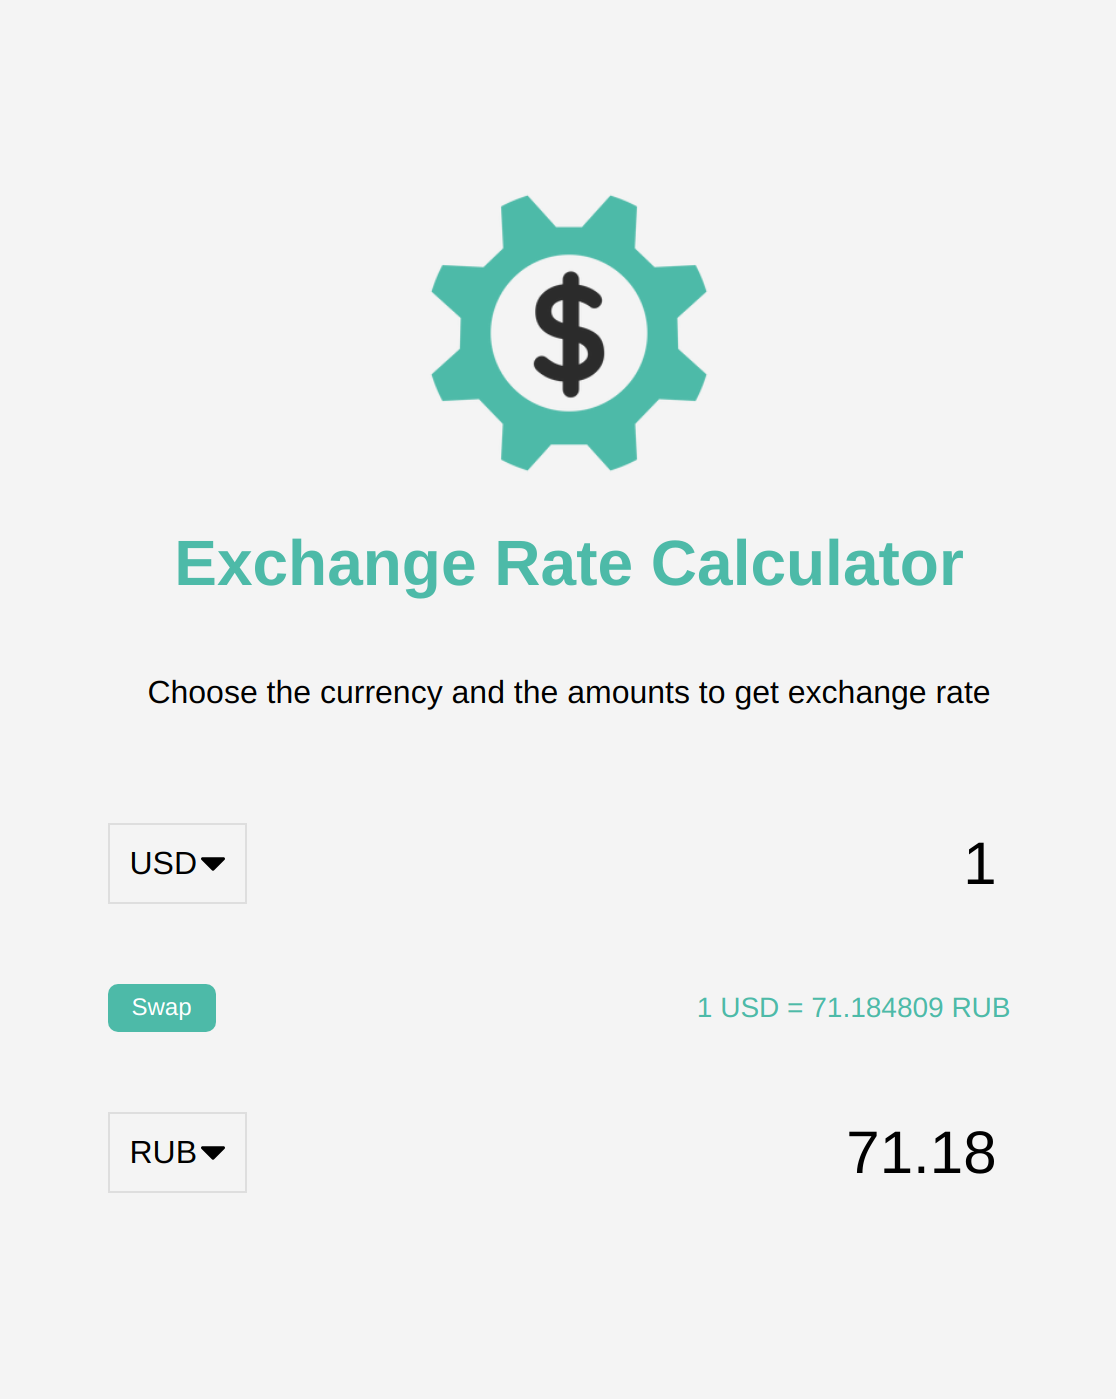 $
Exchange Rate Calculator
Choose the currency and the amounts to get exchange rate
USD 1
Swap 1 USD = 71.184809 RUB
RUB 71.18